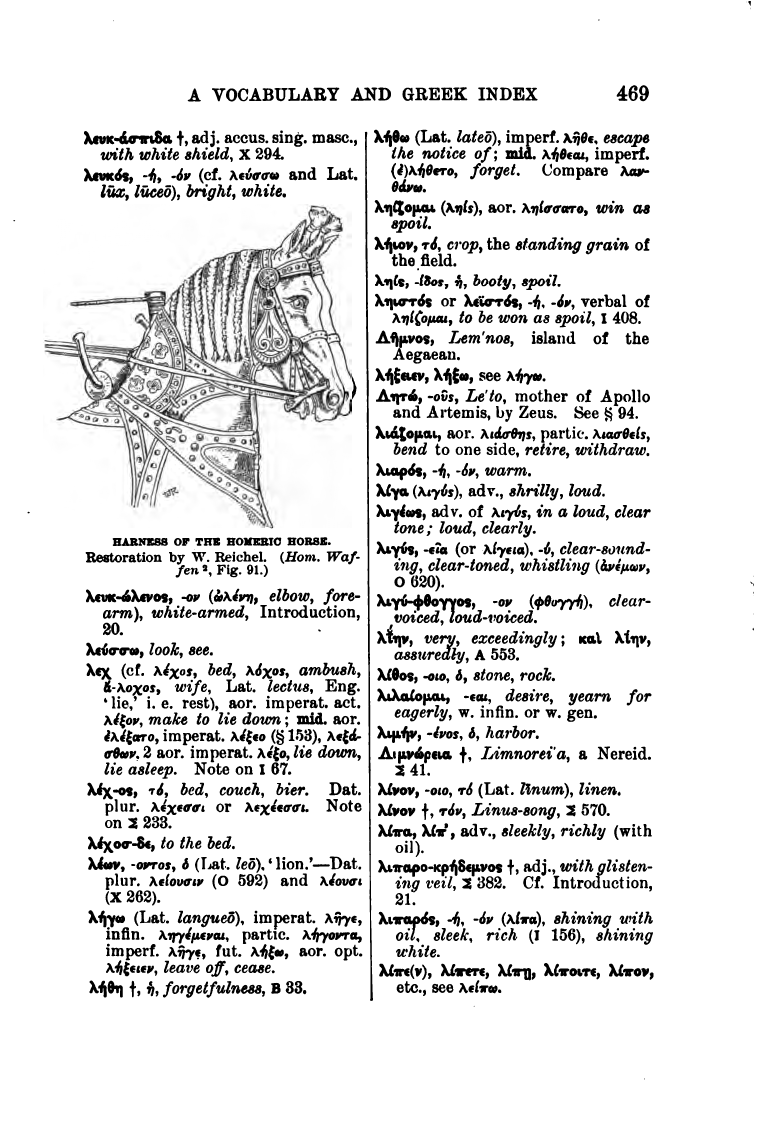 A VOCABULARY AND GREEK INDEX 469
λευκ-άσπιδα †, adj. accus. sing. masc.,
with white shield, X 294.
λευκός, -ή, -όν (cf. λεύσσω and Lat.
lūx, lūceō), bright, white.
HARNESS OF THE HOMERIC HORSE.
Restoration by W. Reichel. (Hom. Waf-
fen², Fig. 91.)
λευκ-ώλενος, -ον (ὠλένη, elbow, fore-
arm), white-armed, Introduction,
20.
λεύσσω, look, see.
λεχ (cf. λέχος, bed, λόχος, ambush,
ἄ-λοχος, wife, Lat. lectus, Eng.
‘lie,’ i. e. rest), aor. imperat. act.
λέξον, make to lie down; mid. aor.
ἐλέξατο, imperat. λέξεο (§ 153), λεξά-
σθων, 2 aor. imperat. λέξο, lie down,
lie asleep. Note on I 67.
λέχ-ος, τό, bed, couch, bier. Dat.
plur. λέχεσσι or λεχέεσσι. Note
on Σ 233.
λέχοσ-δε, to the bed.
λέων, -οντος, ὁ (Lat. leō), ‘lion.’—Dat.
plur. λείουσιν (O 592) and λέουσι
(X 262).
λήγω (Lat. langueō), imperat. λῆγε,
infin. ληγέμεναι, partic. λήγοντα,
imperf. λῆγε, fut. λήξω, aor. opt.
λήξειεν, leave off, cease.
λήθη †, ἡ, forgetfulness, B 33.
λήθω (Lat. lateō), imperf. λῆθε, escape
the notice of; mid. λήθεαι, imperf.
(ἐ)λήθετο, forget. Compare λαν-
θάνω.
ληΐζομαι (ληΐς), aor. ληΐσσατο, win as
spoil.
λήιον, τό, crop, the standing grain of
the field.
ληΐς, -ίδος, ἡ, booty, spoil.
ληιστός or λεϊστός, -ή, -όν, verbal of
ληΐζομαι, to be won as spoil, I 408.
Λῆμνος, Lem′nos, island of the
Aegaean.
λήξειεν, λήξω, see λήγω.
Λητώ, -οῦς, Le′to, mother of Apollo
and Artemis, by Zeus. See § 94.
λιάζομαι, aor. λιάσθης, partic. λιασθείς,
bend to one side, retire, withdraw.
λιαρός, -ή, -όν, warm.
λίγα (λιγύς), adv., shrilly, loud.
λιγέως, adv. of λιγύς, in a loud, clear
tone; loud, clearly.
λιγύς, -εῖα (or λίγεια), -ύ, clear-sound-
ing, clear-toned, whistling (ἀνέμων,
O 620).
λιγύ-φθογγος, -ον (φθογγή), clear-
voiced, loud-voiced.
λίην, very, exceedingly; καὶ λίην,
assuredly, A 553.
λίθος, -οιο, ὁ, stone, rock.
λιλαίομαι, -εαι, desire, yearn for
eagerly, w. infin. or w. gen.
λιμήν, -ένος, ὁ, harbor.
Λιμνώρεια †, Limnorei′a, a Nereid.
Σ 41.
λίνον, -οιο, τό (Lat. līnum), linen.
λίνον †, τόν, Linus-song, Σ 570.
λίπα, λίπ’, adv., sleekly, richly (with
oil).
λιπαρο-κρήδεμνος †, adj., with glisten-
ing veil, Σ 382. Cf. Introduction,
21.
λιπαρός, -ή, -όν (λίπα), shining with
oil, sleek, rich (I 156), shining
white.
λίπε(ν), λίπετε, λίπῃ, λίποιτε, λίπον,
etc., see λείπω.